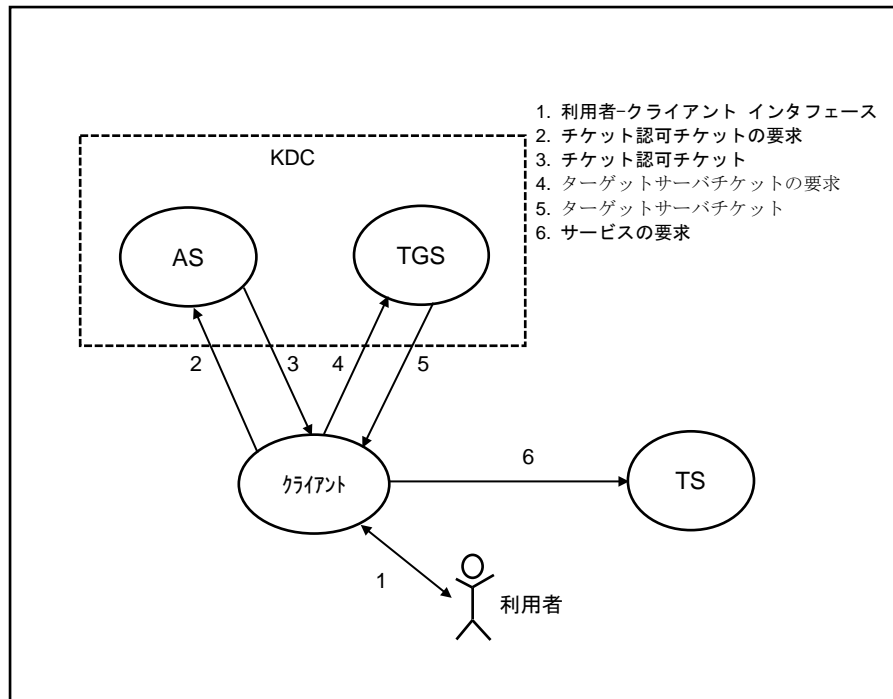 1. 利用者-クライアント インタフェース
2. チケット認可チケットの要求
3. チケット認可チケット
4. ターゲットサーバチケットの要求
5. ターゲットサーバチケット
6. サービスの要求
KDC
AS
TGS
2
3
4
5
クライアント
6
TS
1
利用者